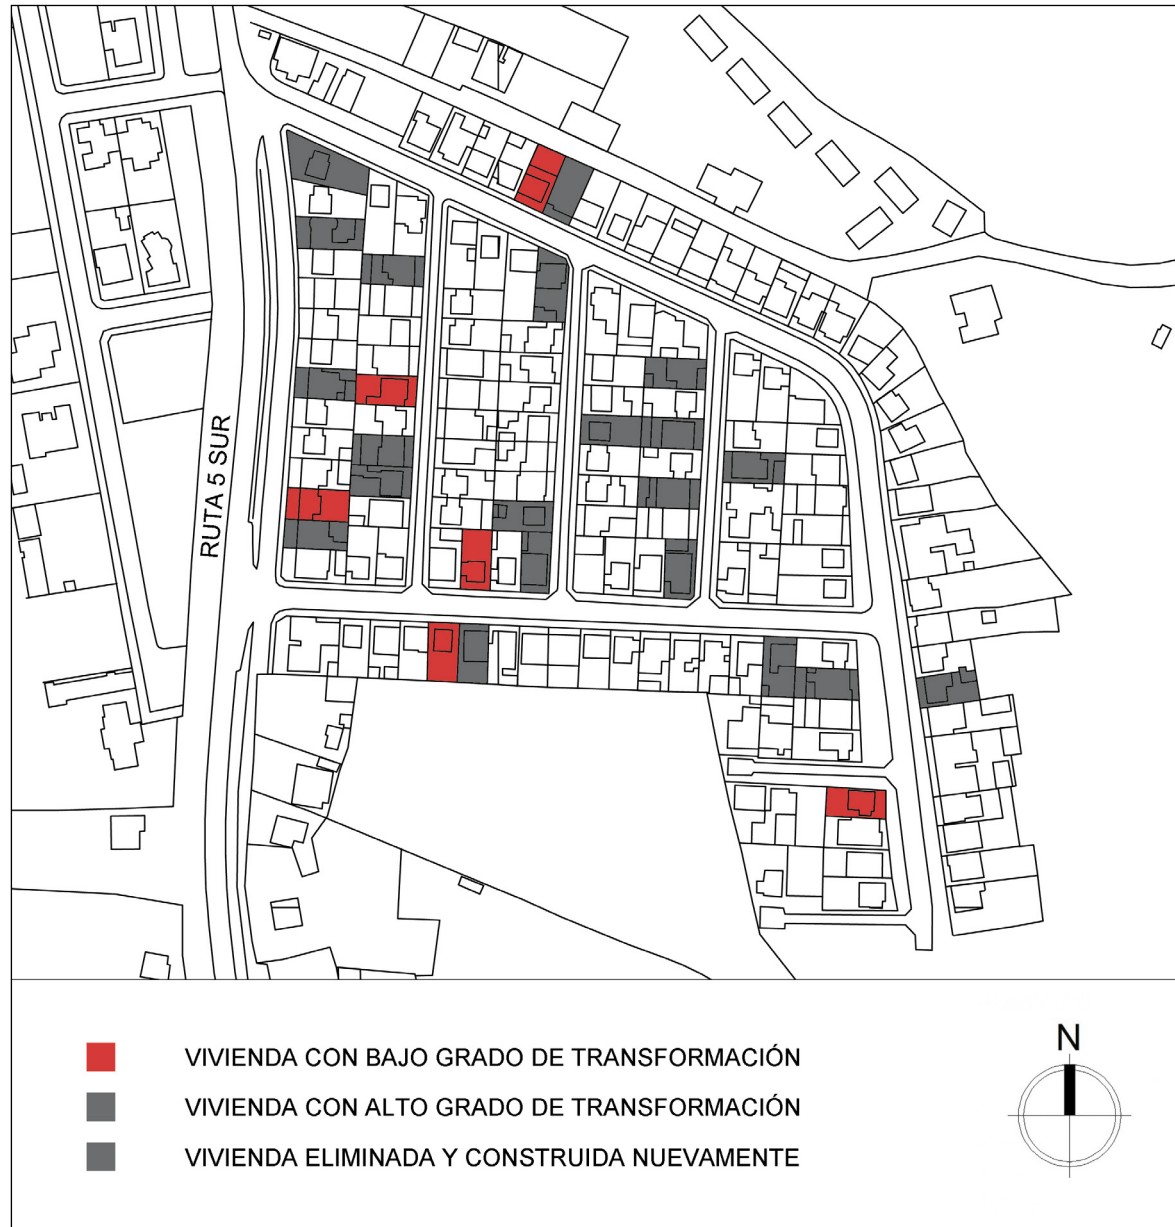 RUTA 5 SUR
VIVIENDA CON BAJO GRADO DE TRANSFORMACIÓN
VIVIENDA CON ALTO GRADO DE TRANSFORMACIÓN
VIVIENDA ELIMINADA Y CONSTRUIDA NUEVAMENTE
N